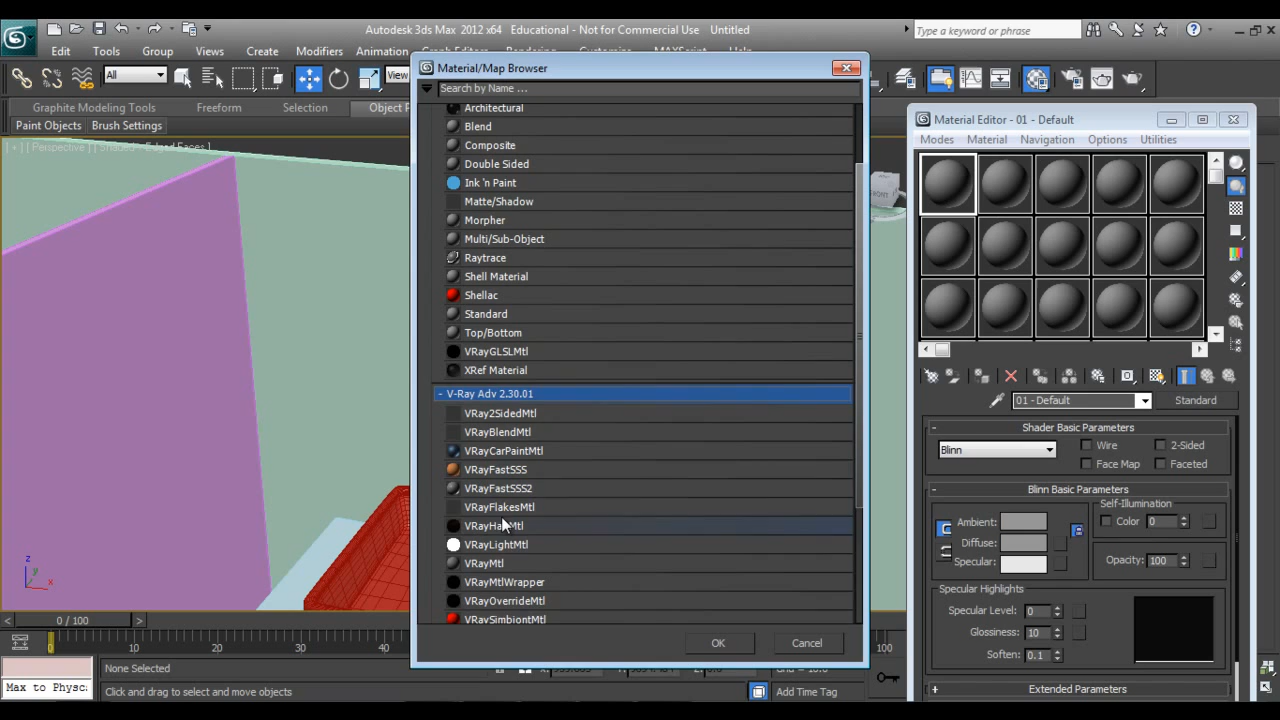 Autodesk 3ds Max 2012 x64   Educational - Not for Commercial Use   Untitled
Type a keyword or phrase
Edit Tools Group Views Create Modifiers Animation Rendering Customize MAXScript Help
All View
Graphite Modeling Tools Freeform Selection Object P
Paint Objects Brush Settings
[ + ] [ Perspective ] [ Shaded + Edged Faces ]
FRONT
z
y
x
0 / 100
0 10 20 30 40 100
None Selected
Click and drag to select and move objects
Add Time Tag
Max to Physc.
Material/Map Browser
Search by Name ...
Architectural
Blend
Composite
Double Sided
Ink 'n Paint
Matte/Shadow
Morpher
Multi/Sub-Object
Raytrace
Shell Material
Shellac
Standard
Top/Bottom
VRayGLSLMtl
XRef Material
- V-Ray Adv 2.30.01
VRay2SidedMtl
VRayBlendMtl
VRayCarPaintMtl
VRayFastSSS
VRayFastSSS2
VRayFlakesMtl
VRayHairMtl
VRayLightMtl
VRayMtl
VRayMtlWrapper
VRayOverrideMtl
VRaySimbiontMtl
OK Cancel
Material Editor - 01 - Default
Modes Material Navigation Options Utilities
01 - Default Standard
- Shader Basic Parameters
Blinn Wire 2-Sided
Face Map Faceted
- Blinn Basic Parameters
Self-Illumination
Ambient: Color 0
Diffuse:
Specular: Opacity: 100
Specular Highlights
Specular Level: 0
Glossiness: 10
Soften: 0.1
+ Extended Parameters